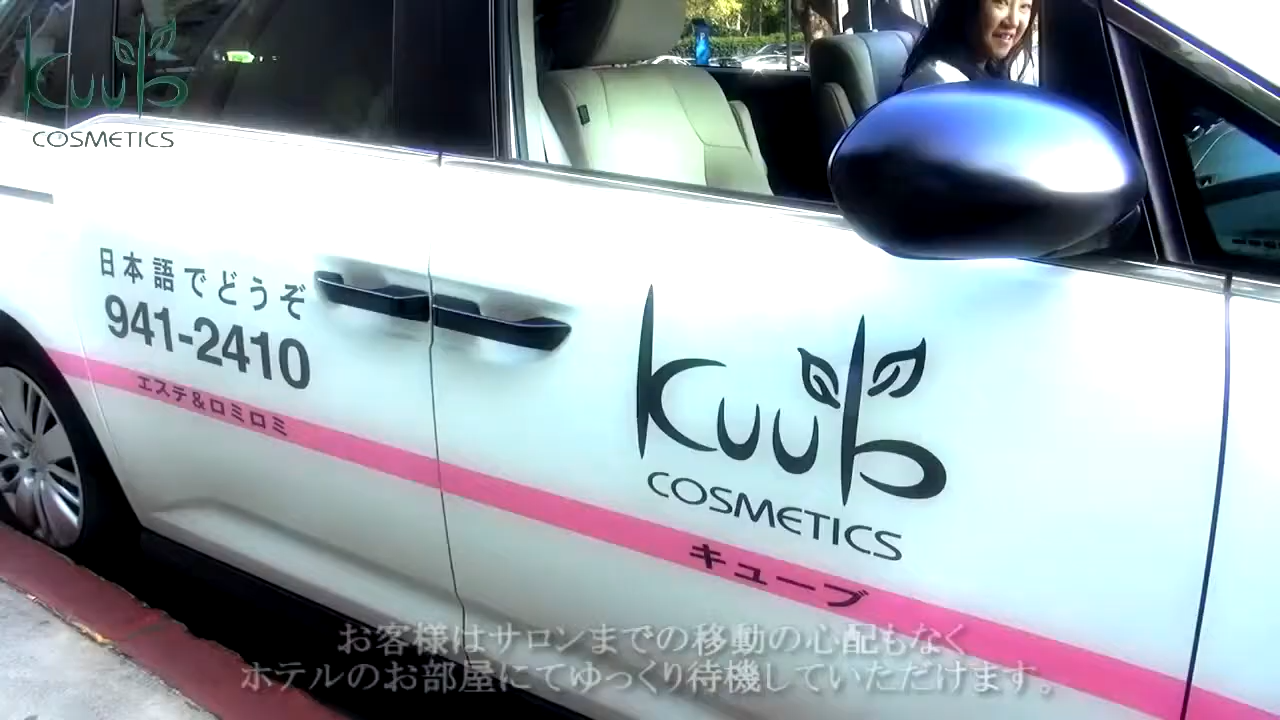 Kuub
COSMETICS
日本語でどうぞ
941-2410
エステ&ロミロミ
Kuub
COSMETICS
キューブ
お客様はサロンまでの移動の心配もなく
ホテルのお部屋にてゆっくり待機していただけます。